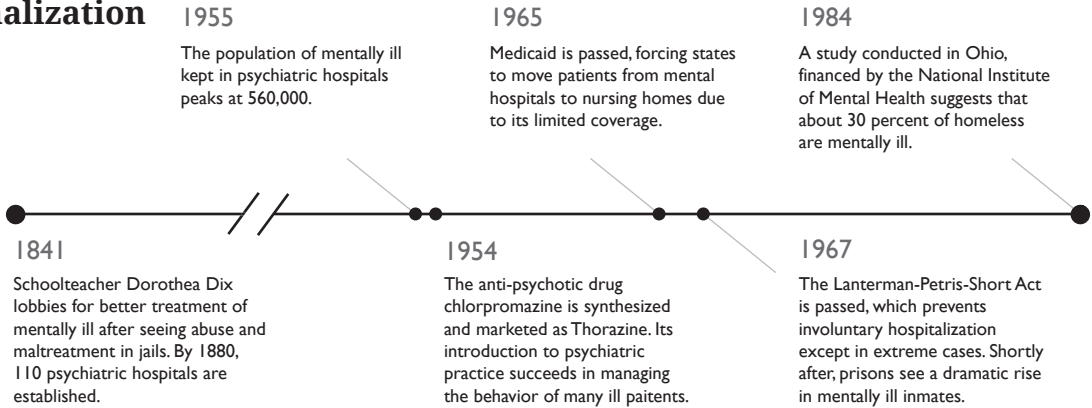 1955
The population of mentally ill
kept in psychiatric hospitals
peaks at 560,000.
1965
Medicaid is passed, forcing states
to move patients from mental
hospitals to nursing homes due
to its limited coverage.
1984
A study conducted in Ohio,
financed by the National Institute
of Mental Health suggests that
about 30 percent of homeless
are mentally ill.
1841
Schoolteacher Dorothea Dix
lobbies for better treatment of
mentally ill after seeing abuse and
maltreatment in jails. By 1880,
110 psychiatric hospitals are
established.
1954
The anti-psychotic drug
chlorpromazine is synthesized
and marketed as Thorazine. Its
introduction to psychiatric
practice succeeds in managing
the behavior of many ill paitents.
1967
The Lanterman-Petris-Short Act
is passed, which prevents
involuntary hospitalization
except in extreme cases. Shortly
after, prisons see a dramatic rise
in mentally ill inmates.